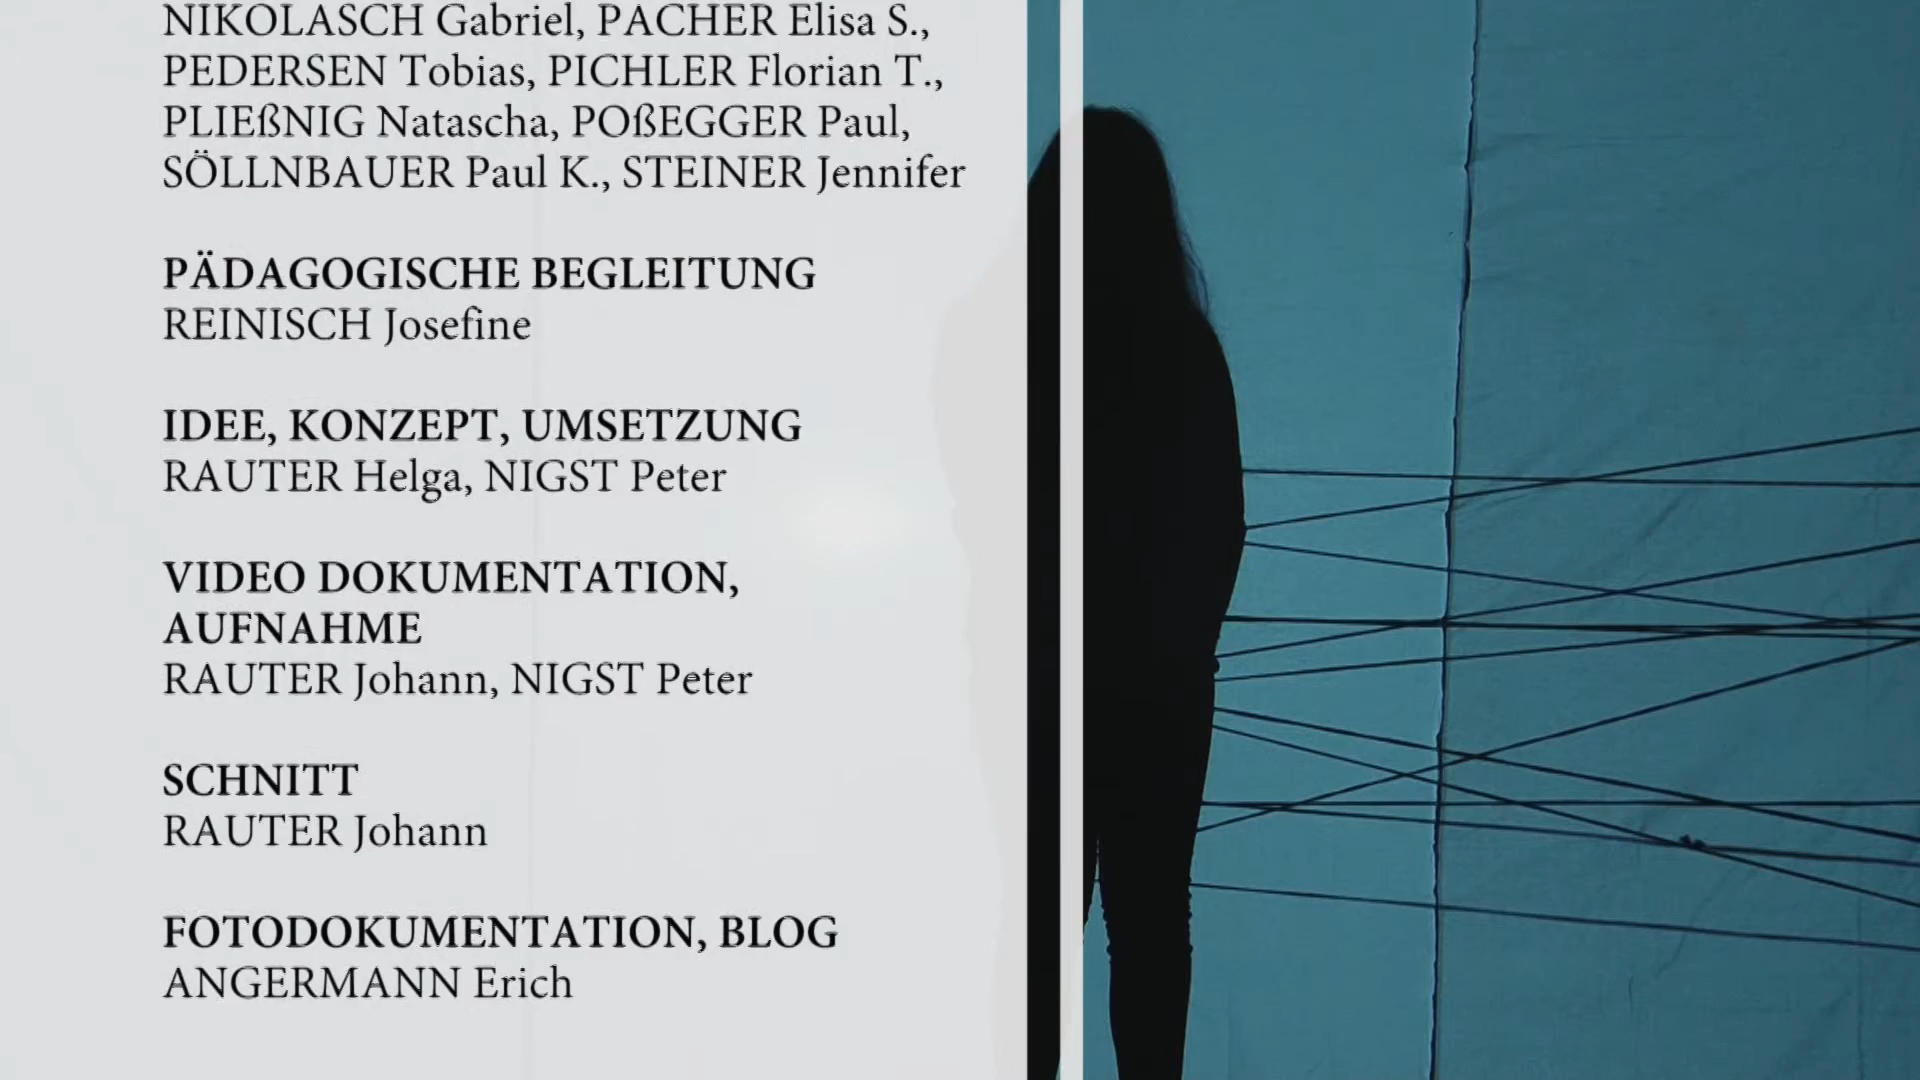 NIKOLASCH Gabriel, PACHER Elisa S.,
PEDERSEN Tobias, PICHLER Florian T.,
PLIEßNIG Natascha, POßEGGER Paul,
SÖLLNBAUER Paul K., STEINER Jennifer
PÄDAGOGISCHE BEGLEITUNG
REINISCH Josefine
IDEE, KONZEPT, UMSETZUNG
RAUTER Helga, NIGST Peter
VIDEO DOKUMENTATION,
AUFNAHME
RAUTER Johann, NIGST Peter
SCHNITT
RAUTER Johann
FOTODOKUMENTATION, BLOG
ANGERMANN Erich